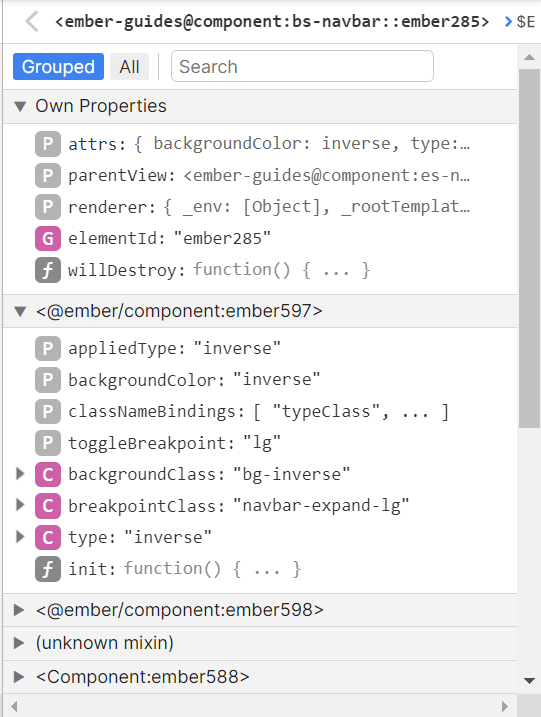 <ember-guides@component:bs-navbar::ember285> $E
Grouped All Search
Own Properties
P attrs: { backgroundColor: inverse, type:…
P parentView: <ember-guides@component:es-n…
P renderer: { _env: [Object], _rootTemplat…
G elementId: "ember285"
ƒ willDestroy: function() { ... }
<@ember/component:ember597>
P appliedType: "inverse"
P backgroundColor: "inverse"
P classNameBindings: [ "typeClass", ... ]
P toggleBreakpoint: "lg"
C backgroundClass: "bg-inverse"
C breakpointClass: "navbar-expand-lg"
C type: "inverse"
ƒ init: function() { ... }
<@ember/component:ember598>
(unknown mixin)
<Component:ember588>